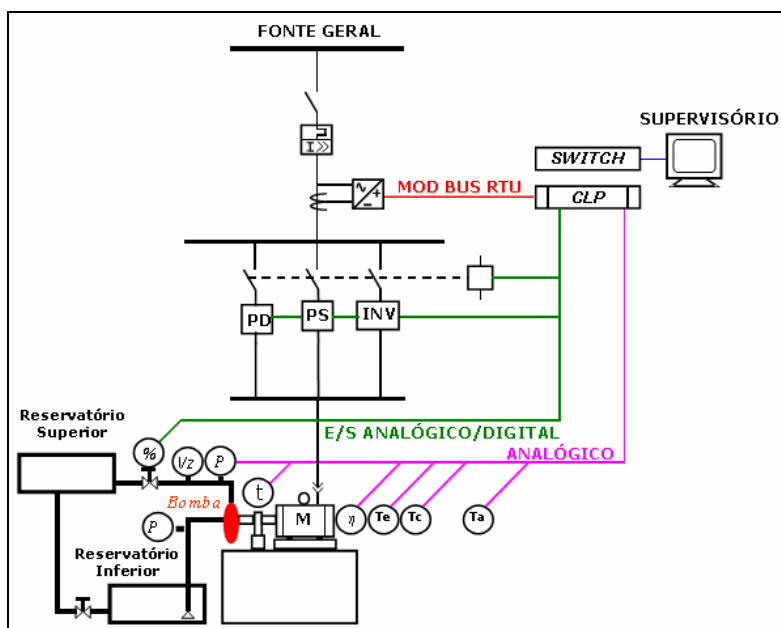 FONTE GERAL
I>>
SUPERVISÓRIO
SWITCH
MOD BUS RTU
CLP
PD
PS
INV
Reservatório
Superior
E/S ANALÓGICO/DIGITAL
ANALÓGICO
%
Vz
P
t
Bomba
P
M
η
Te
Tc
Ta
Reservatório
Inferior